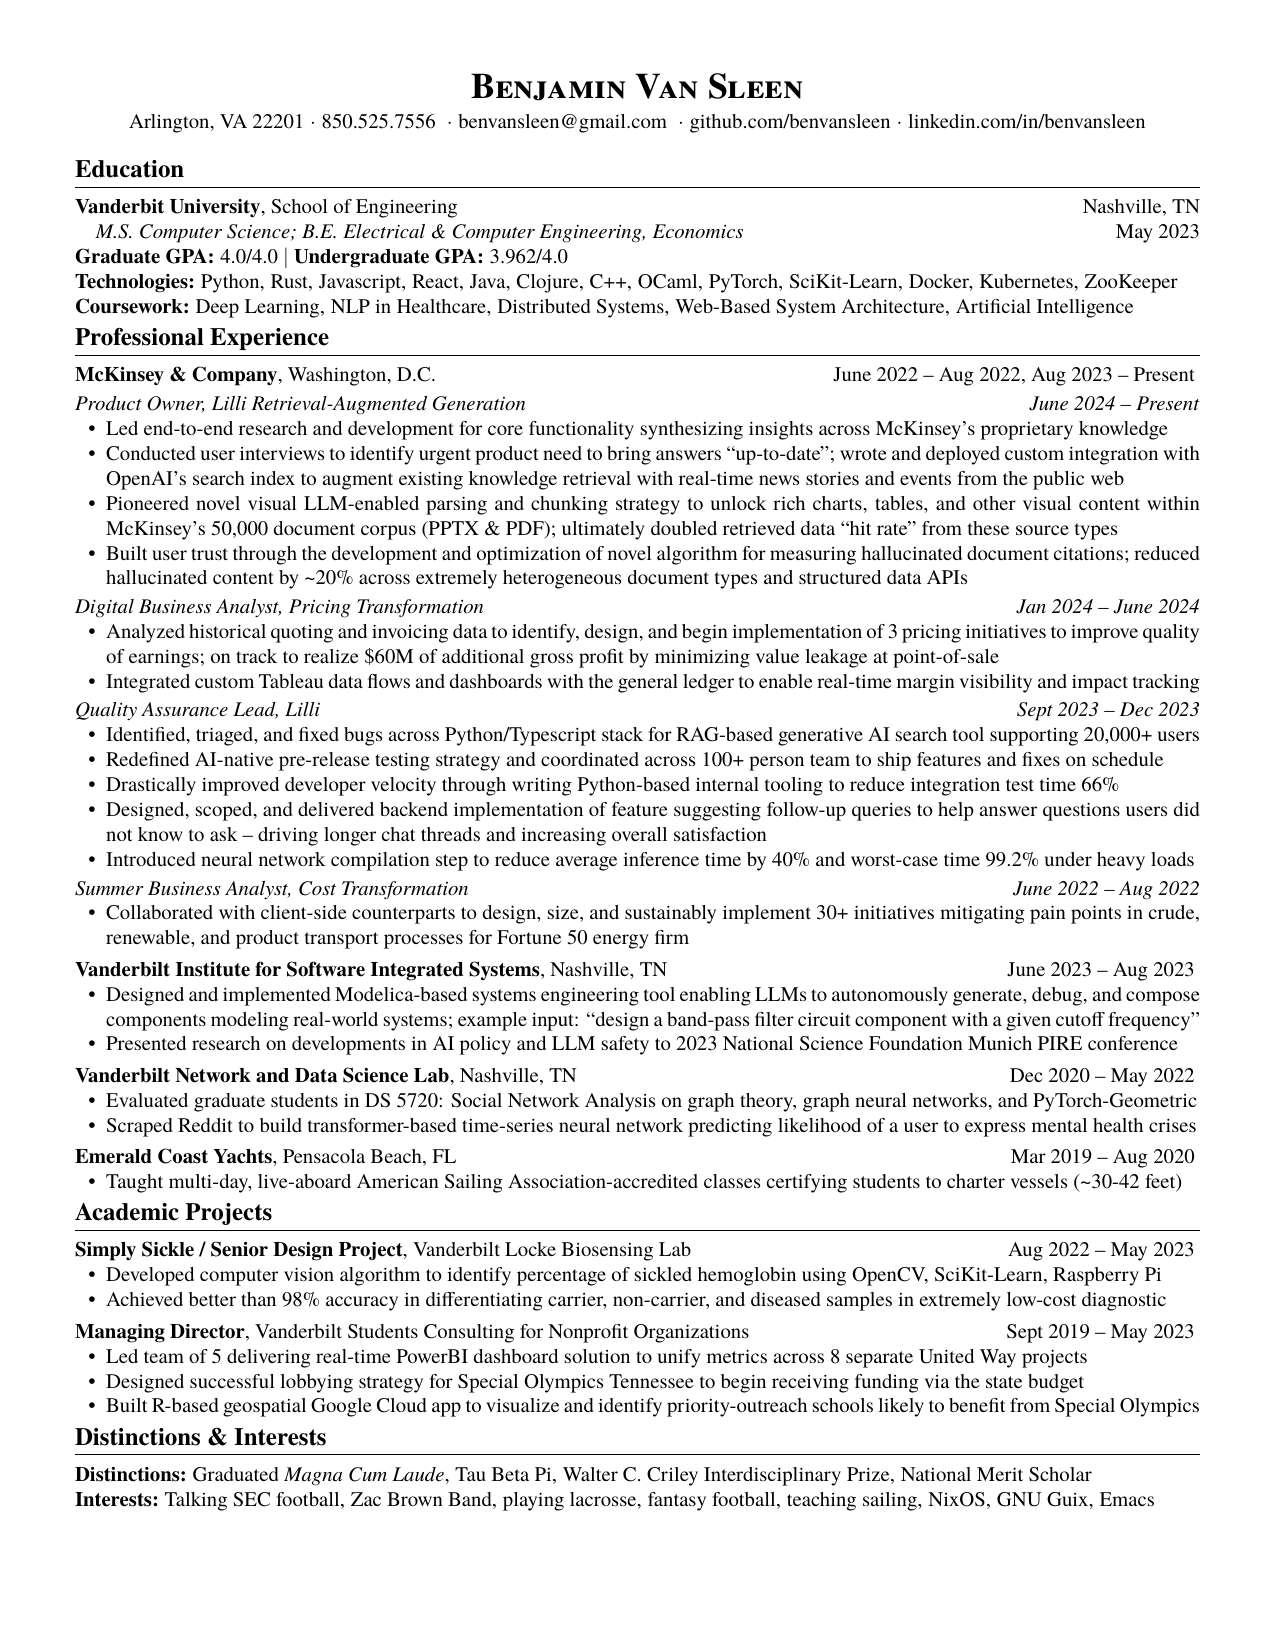 Benjamin Van Sleen
Arlington, VA 22201 · 850.525.7556 · benvansleen@gmail.com · github.com/benvansleen · linkedin.com/in/benvansleen
Education
Vanderbit University, School of Engineering Nashville, TN
M.S. Computer Science; B.E. Electrical & Computer Engineering, Economics May 2023
Graduate GPA: 4.0/4.0 | Undergraduate GPA: 3.962/4.0
Technologies: Python, Rust, Javascript, React, Java, Clojure, C++, OCaml, PyTorch, SciKit-Learn, Docker, Kubernetes, ZooKeeper
Coursework: Deep Learning, NLP in Healthcare, Distributed Systems, Web-Based System Architecture, Artificial Intelligence
Professional Experience
McKinsey & Company, Washington, D.C. June 2022 – Aug 2022, Aug 2023 – Present
Product Owner, Lilli Retrieval-Augmented Generation June 2024 – Present
• Led end-to-end research and development for core functionality synthesizing insights across McKinsey's proprietary knowledge
• Conducted user interviews to identify urgent product need to bring answers “up-to-date”; wrote and deployed custom integration with
OpenAI's search index to augment existing knowledge retrieval with real-time news stories and events from the public web
• Pioneered novel visual LLM-enabled parsing and chunking strategy to unlock rich charts, tables, and other visual content within
McKinsey's 50,000 document corpus (PPTX & PDF); ultimately doubled retrieved data “hit rate” from these source types
• Built user trust through the development and optimization of novel algorithm for measuring hallucinated document citations; reduced
hallucinated content by ~20% across extremely heterogeneous document types and structured data APIs
Digital Business Analyst, Pricing Transformation Jan 2024 – June 2024
• Analyzed historical quoting and invoicing data to identify, design, and begin implementation of 3 pricing initiatives to improve quality
of earnings; on track to realize $60M of additional gross profit by minimizing value leakage at point-of-sale
• Integrated custom Tableau data flows and dashboards with the general ledger to enable real-time margin visibility and impact tracking
Quality Assurance Lead, Lilli Sept 2023 – Dec 2023
• Identified, triaged, and fixed bugs across Python/Typescript stack for RAG-based generative AI search tool supporting 20,000+ users
• Redefined AI-native pre-release testing strategy and coordinated across 100+ person team to ship features and fixes on schedule
• Drastically improved developer velocity through writing Python-based internal tooling to reduce integration test time 66%
• Designed, scoped, and delivered backend implementation of feature suggesting follow-up queries to help answer questions users did
not know to ask – driving longer chat threads and increasing overall satisfaction
• Introduced neural network compilation step to reduce average inference time by 40% and worst-case time 99.2% under heavy loads
Summer Business Analyst, Cost Transformation June 2022 – Aug 2022
• Collaborated with client-side counterparts to design, size, and sustainably implement 30+ initiatives mitigating pain points in crude,
renewable, and product transport processes for Fortune 50 energy firm
Vanderbilt Institute for Software Integrated Systems, Nashville, TN June 2023 – Aug 2023
• Designed and implemented Modelica-based systems engineering tool enabling LLMs to autonomously generate, debug, and compose
components modeling real-world systems; example input: “design a band-pass filter circuit component with a given cutoff frequency”
• Presented research on developments in AI policy and LLM safety to 2023 National Science Foundation Munich PIRE conference
Vanderbilt Network and Data Science Lab, Nashville, TN Dec 2020 – May 2022
• Evaluated graduate students in DS 5720: Social Network Analysis on graph theory, graph neural networks, and PyTorch-Geometric
• Scraped Reddit to build transformer-based time-series neural network predicting likelihood of a user to express mental health crises
Emerald Coast Yachts, Pensacola Beach, FL Mar 2019 – Aug 2020
• Taught multi-day, live-aboard American Sailing Association-accredited classes certifying students to charter vessels (~30-42 feet)
Academic Projects
Simply Sickle / Senior Design Project, Vanderbilt Locke Biosensing Lab Aug 2022 – May 2023
• Developed computer vision algorithm to identify percentage of sickled hemoglobin using OpenCV, SciKit-Learn, Raspberry Pi
• Achieved better than 98% accuracy in differentiating carrier, non-carrier, and diseased samples in extremely low-cost diagnostic
Managing Director, Vanderbilt Students Consulting for Nonprofit Organizations Sept 2019 – May 2023
• Led team of 5 delivering real-time PowerBI dashboard solution to unify metrics across 8 separate United Way projects
• Designed successful lobbying strategy for Special Olympics Tennessee to begin receiving funding via the state budget
• Built R-based geospatial Google Cloud app to visualize and identify priority-outreach schools likely to benefit from Special Olympics
Distinctions & Interests
Distinctions: Graduated Magna Cum Laude, Tau Beta Pi, Walter C. Criley Interdisciplinary Prize, National Merit Scholar
Interests: Talking SEC football, Zac Brown Band, playing lacrosse, fantasy football, teaching sailing, NixOS, GNU Guix, Emacs